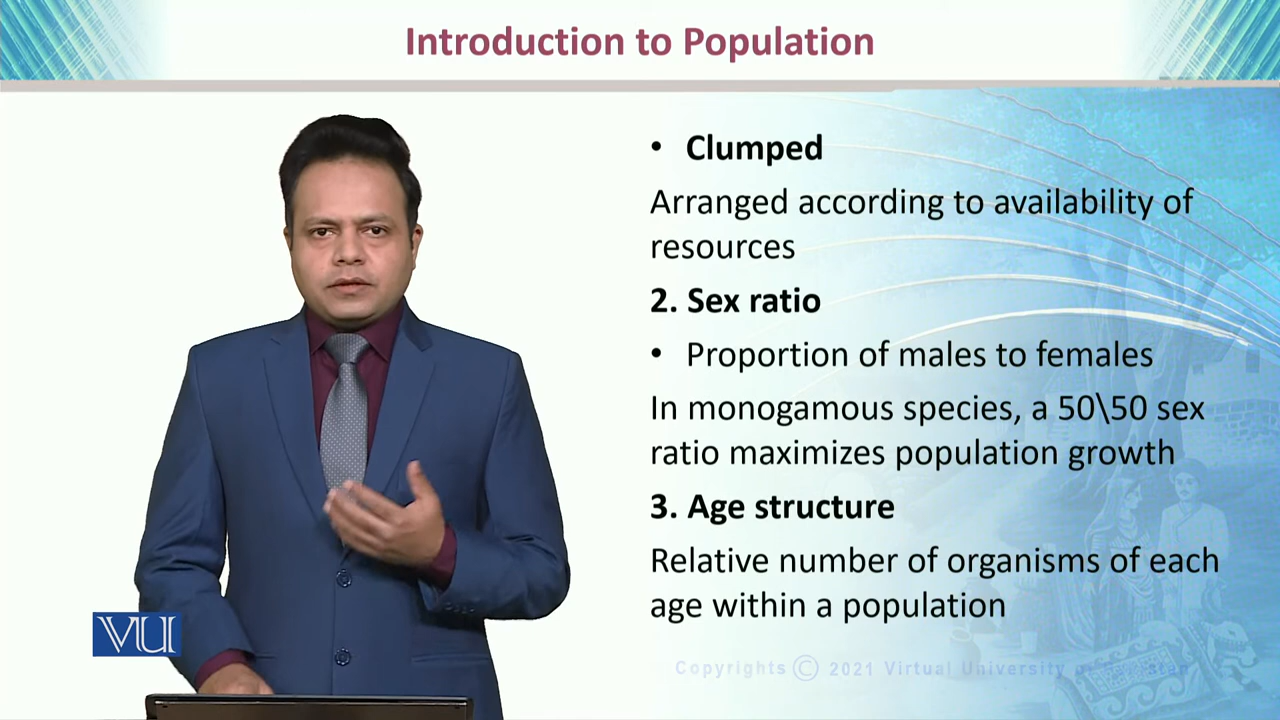 Introduction to Population
• Clumped
Arranged according to availability of
resources
2. Sex ratio
• Proportion of males to females
In monogamous species, a 50\50 sex
ratio maximizes population growth
3. Age structure
Relative number of organisms of each
age within a population
VU
Copyrights © 2021 Virtual University of Pakistan